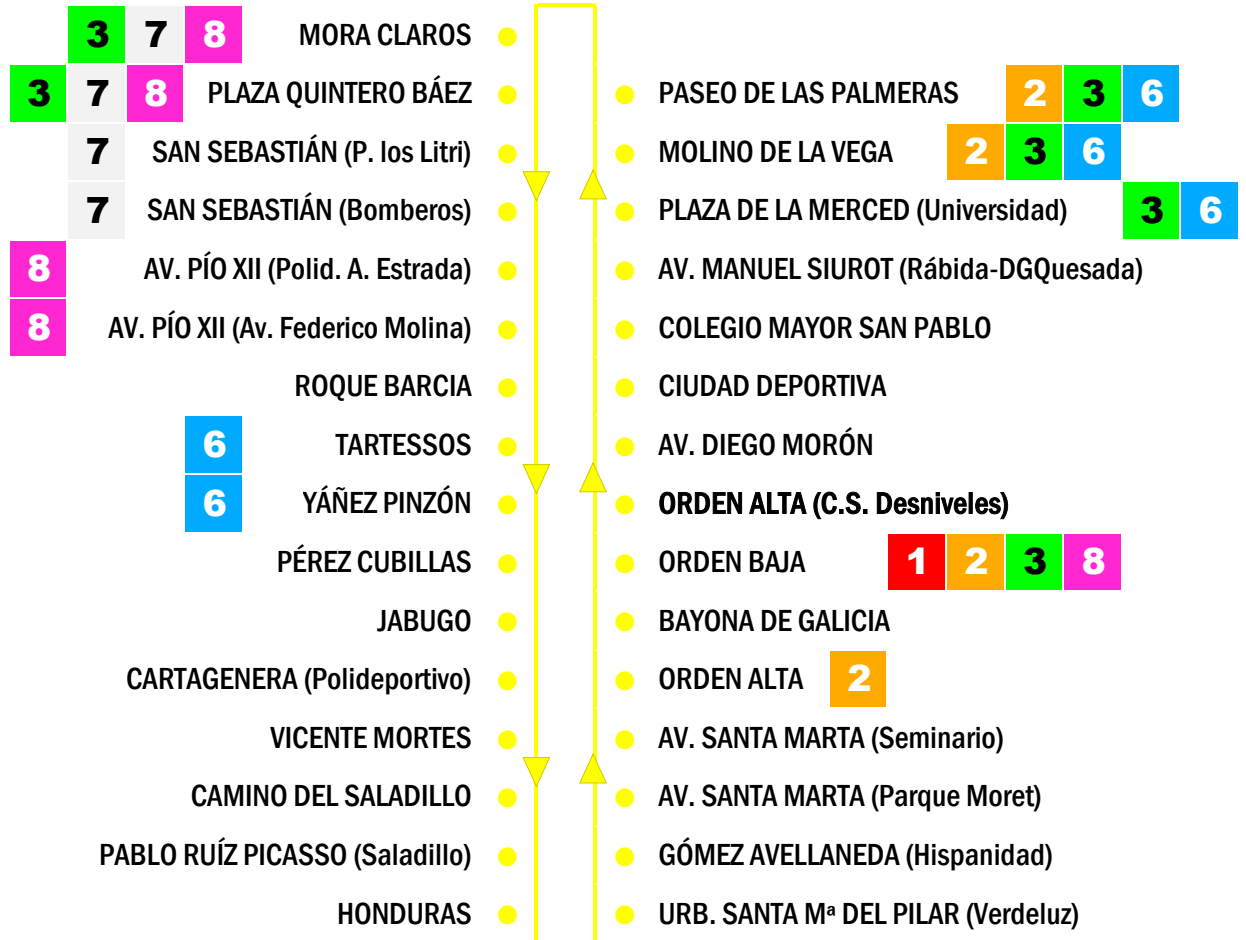 3 7 8 MORA CLAROS
3 7 8 PLAZA QUINTERO BÁEZ
PASEO DE LAS PALMERAS 2 3 6
7 SAN SEBASTIÁN (P. los Litri)
MOLINO DE LA VEGA 2 3 6
7 SAN SEBASTIÁN (Bomberos)
PLAZA DE LA MERCED (Universidad) 3 6
8 AV. PÍO XII (Polid. A. Estrada)
AV. MANUEL SIUROT (Rábida-DGQuesada)
8 AV. PÍO XII (Av. Federico Molina)
COLEGIO MAYOR SAN PABLO
ROQUE BARCIA
CIUDAD DEPORTIVA
6 TARTESSOS
AV. DIEGO MORÓN
6 YÁÑEZ PINZÓN
ORDEN ALTA (C.S. Desniveles)
PÉREZ CUBILLAS
ORDEN BAJA 1 2 3 8
JABUGO
BAYONA DE GALICIA
CARTAGENERA (Polideportivo)
ORDEN ALTA 2
VICENTE MORTES
AV. SANTA MARTA (Seminario)
CAMINO DEL SALADILLO
AV. SANTA MARTA (Parque Moret)
PABLO RUÍZ PICASSO (Saladillo)
GÓMEZ AVELLANEDA (Hispanidad)
HONDURAS
URB. SANTA Mª DEL PILAR (Verdeluz)